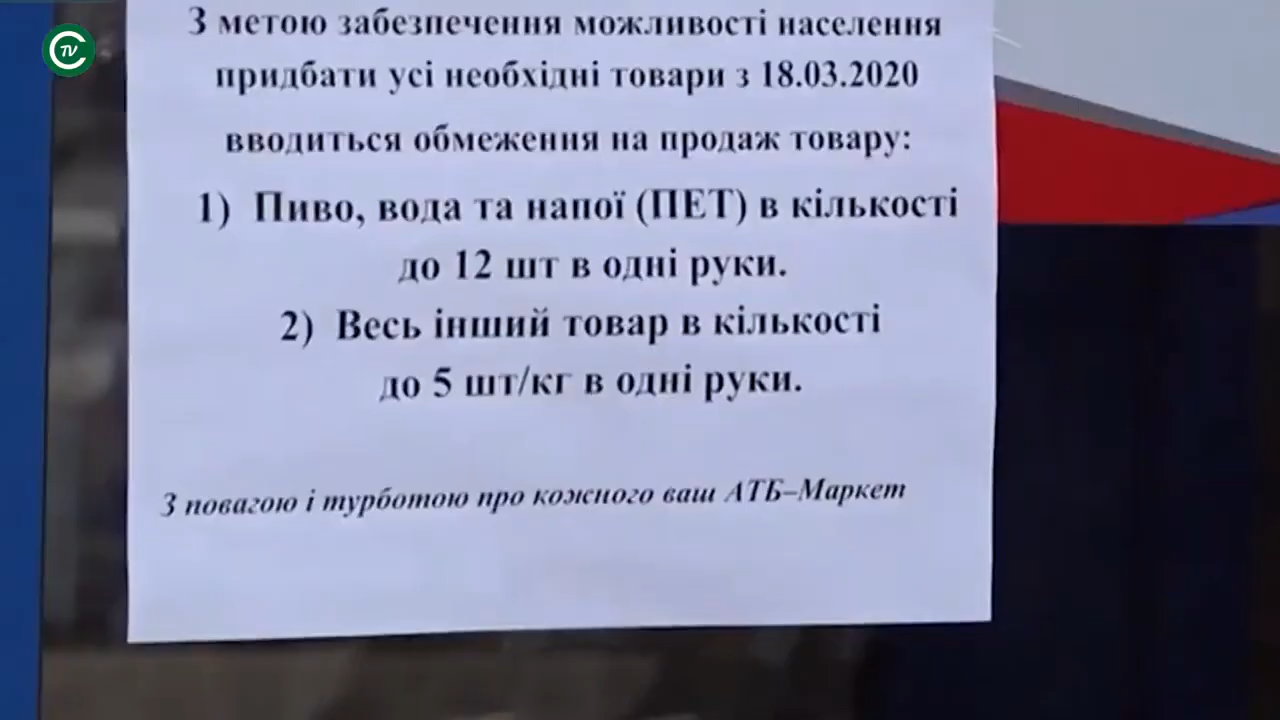 CTV
З метою забезпечення можливості населення
придбати усі необхідні товари з 18.03.2020
вводиться обмеження на продаж товару:
1) Пиво, вода та напої (ПЕТ) в кількості
до 12 шт в одні руки.
2) Весь інший товар в кількості
до 5 шт/кг в одні руки.
З повагою і турботою про кожного ваш АТБ–Маркет